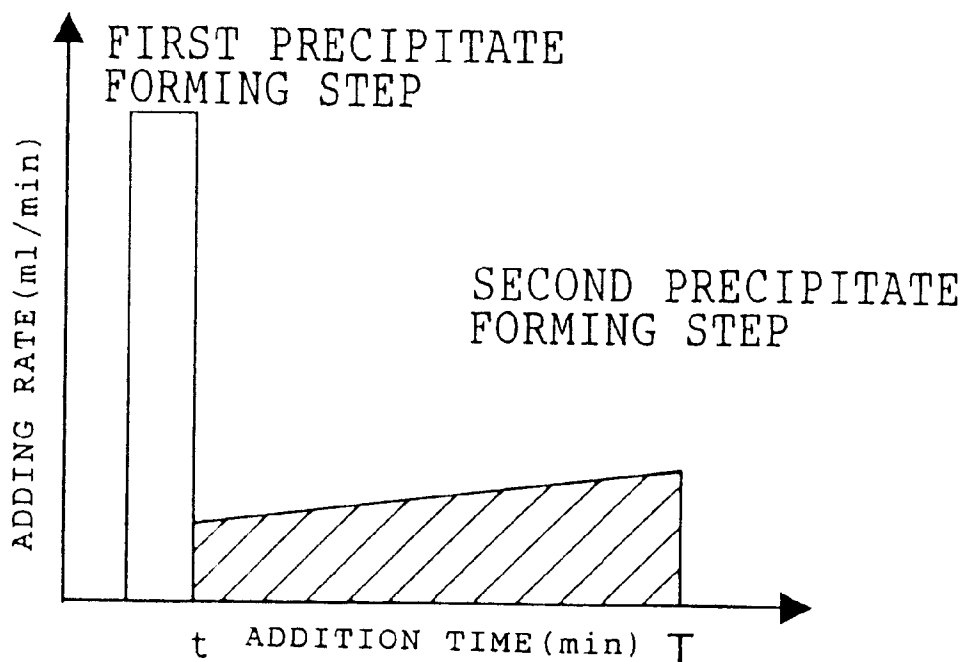 FIRST PRECIPITATE
FORMING STEP
ADDING RATE(ml/min)
SECOND PRECIPITATE
FORMING STEP
t ADDITION TIME(min) T